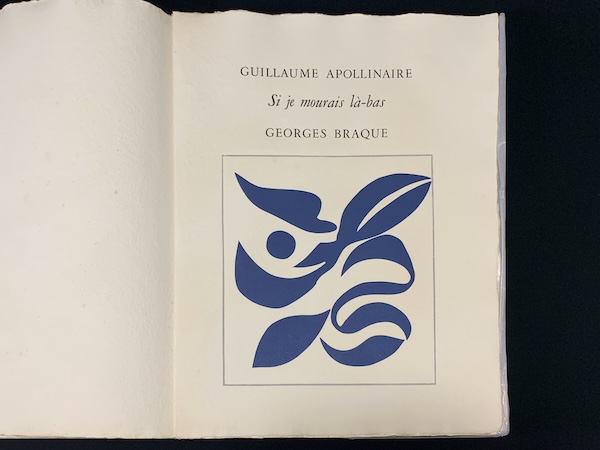 GUILLAUME APOLLINAIRE
Si je mourais là-bas
GEORGES BRAQUE